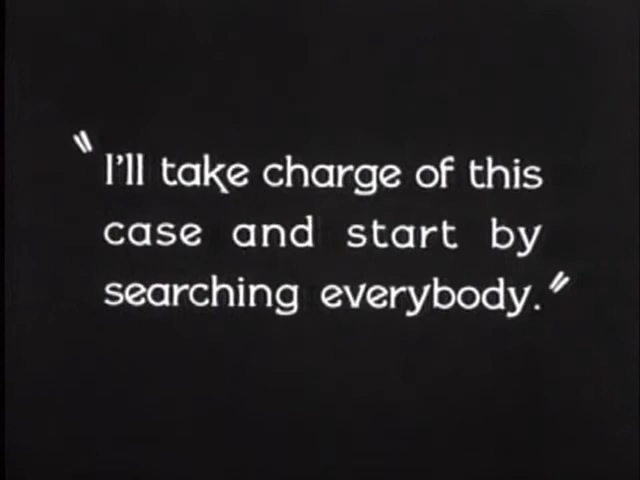 "I'll take charge of this
case and start by
searching everybody."